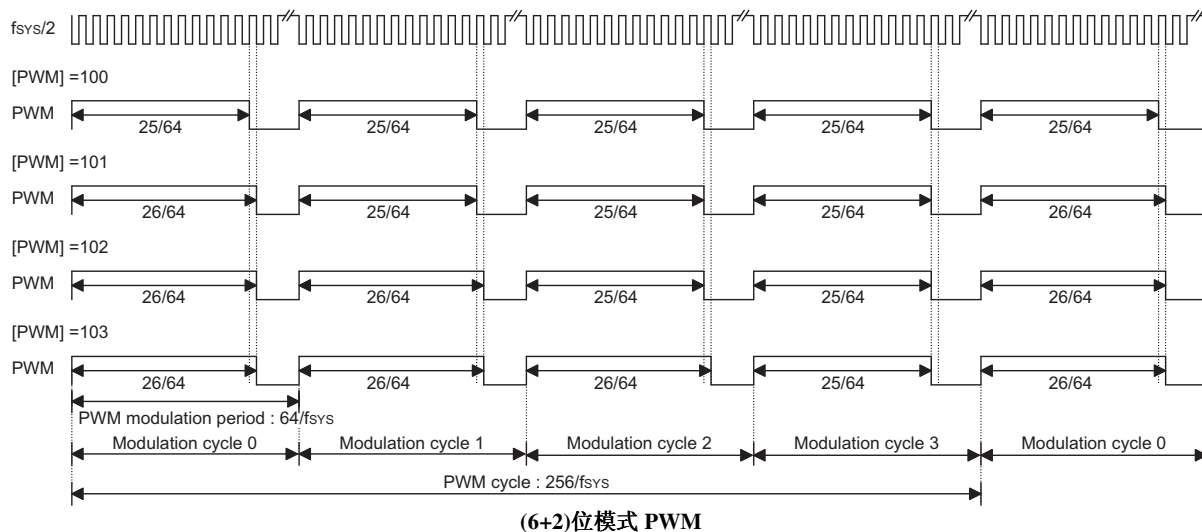 fSYS/2
[PWM] =100
PWM
25/64 25/64 25/64 25/64 25/64
[PWM] =101
PWM
26/64 25/64 25/64 25/64 26/64
[PWM] =102
PWM
26/64 26/64 25/64 25/64 26/64
[PWM] =103
PWM
26/64 26/64 26/64 25/64 26/64
PWM modulation period : 64/fSYS
Modulation cycle 0 Modulation cycle 1 Modulation cycle 2 Modulation cycle 3 Modulation cycle 0
PWM cycle : 256/fSYS
(6+2)位模式 PWM